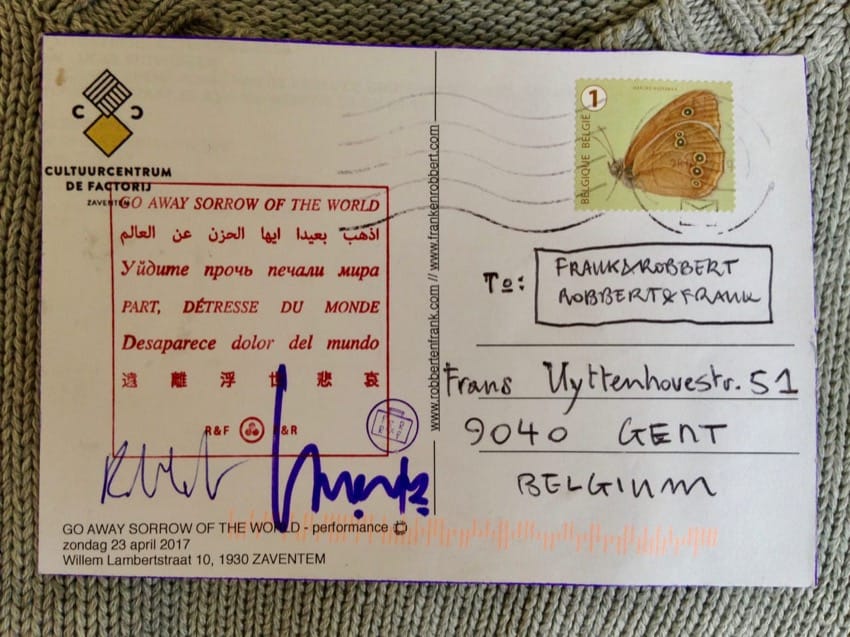 C C
CULTUURCENTRUM
DE FACTORIJ
ZAVENTEM
GO AWAY SORROW OF THE WORLD
اذهب بعيدا ايها الحزن عن العالم
Уйдите прочь печали мира
PART, DÉTRESSE DU MONDE
Desaparece dolor del mundo
遠離浮世悲哀
R&F F&R
GO AWAY SORROW OF THE WORLD - performance
zondag 23 april 2017
Willem Lambertstraat 10, 1930 ZAVENTEM
www.robbertenfrank.com // www.frankenrobbert.com
1
BELGIQUE BELGIË
To:
FRANK&ROBBERT
ROBBERT&FRANK
Frans Uyttenhovestr. 51
9040 GENT
BELGIUM